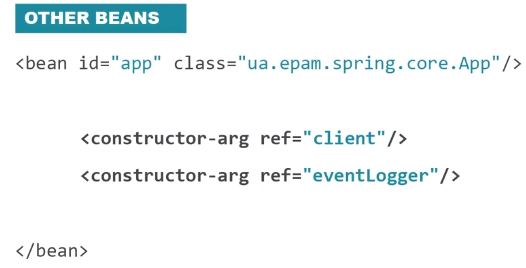 OTHER BEANS
<bean id="app" class="ua.epam.spring.core.App"/>
<constructor-arg ref="client"/>
<constructor-arg ref="eventLogger"/>
</bean>